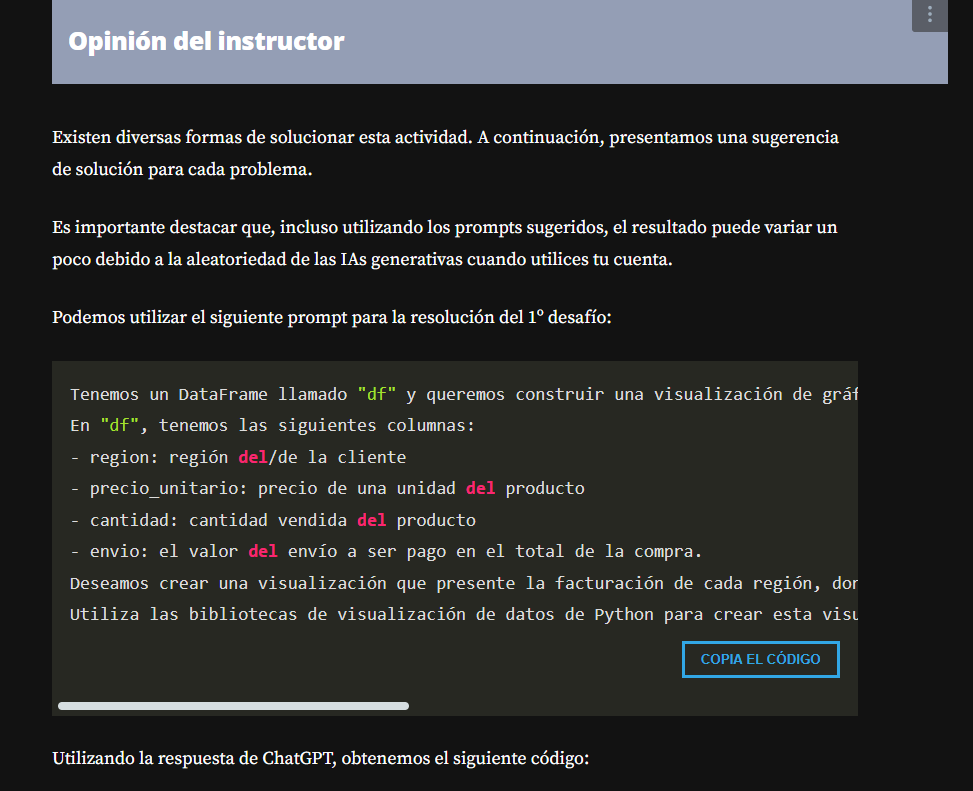 Opinión del instructor
Existen diversas formas de solucionar esta actividad. A continuación, presentamos una sugerencia
de solución para cada problema.
Es importante destacar que, incluso utilizando los prompts sugeridos, el resultado puede variar un
poco debido a la aleatoriedad de las IAs generativas cuando utilices tu cuenta.
Podemos utilizar el siguiente prompt para la resolución del 1º desafío:
Tenemos un DataFrame llamado "df" y queremos construir una visualización de gráf
En "df", tenemos las siguientes columnas:
- region: región del/de la cliente
- precio_unitario: precio de una unidad del producto
- cantidad: cantidad vendida del producto
- envio: el valor del envío a ser pago en el total de la compra.
Deseamos crear una visualización que presente la facturación de cada región, don
Utiliza las bibliotecas de visualización de datos de Python para crear esta visu
COPIA EL CÓDIGO
Utilizando la respuesta de ChatGPT, obtenemos el siguiente código: